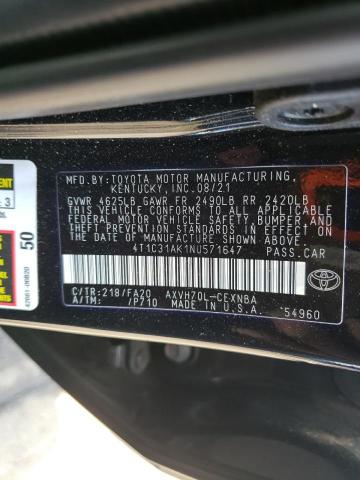 MFD.BY:TOYOTA MOTOR MANUFACTURING,
KENTUCKY, INC. 08/21
GVWR 4625LB GAWR FR 2490LB RR 2420LB
THIS VEHICLE CONFORMS TO ALL APPLICABLE
FEDERAL MOTOR VEHICLE SAFETY, BUMPER, AND
THEFT PREVENTION STANDARDS IN EFFECT ON
THE DATE OF MANUFACTURE SHOWN ABOVE.
4T1C31AK1NU571647 PASS.CAR
C/TR:218/FA20 AXVH70L-CEXNBA
A/TM: /P710 MADE IN U.S.A.
54960
3
50